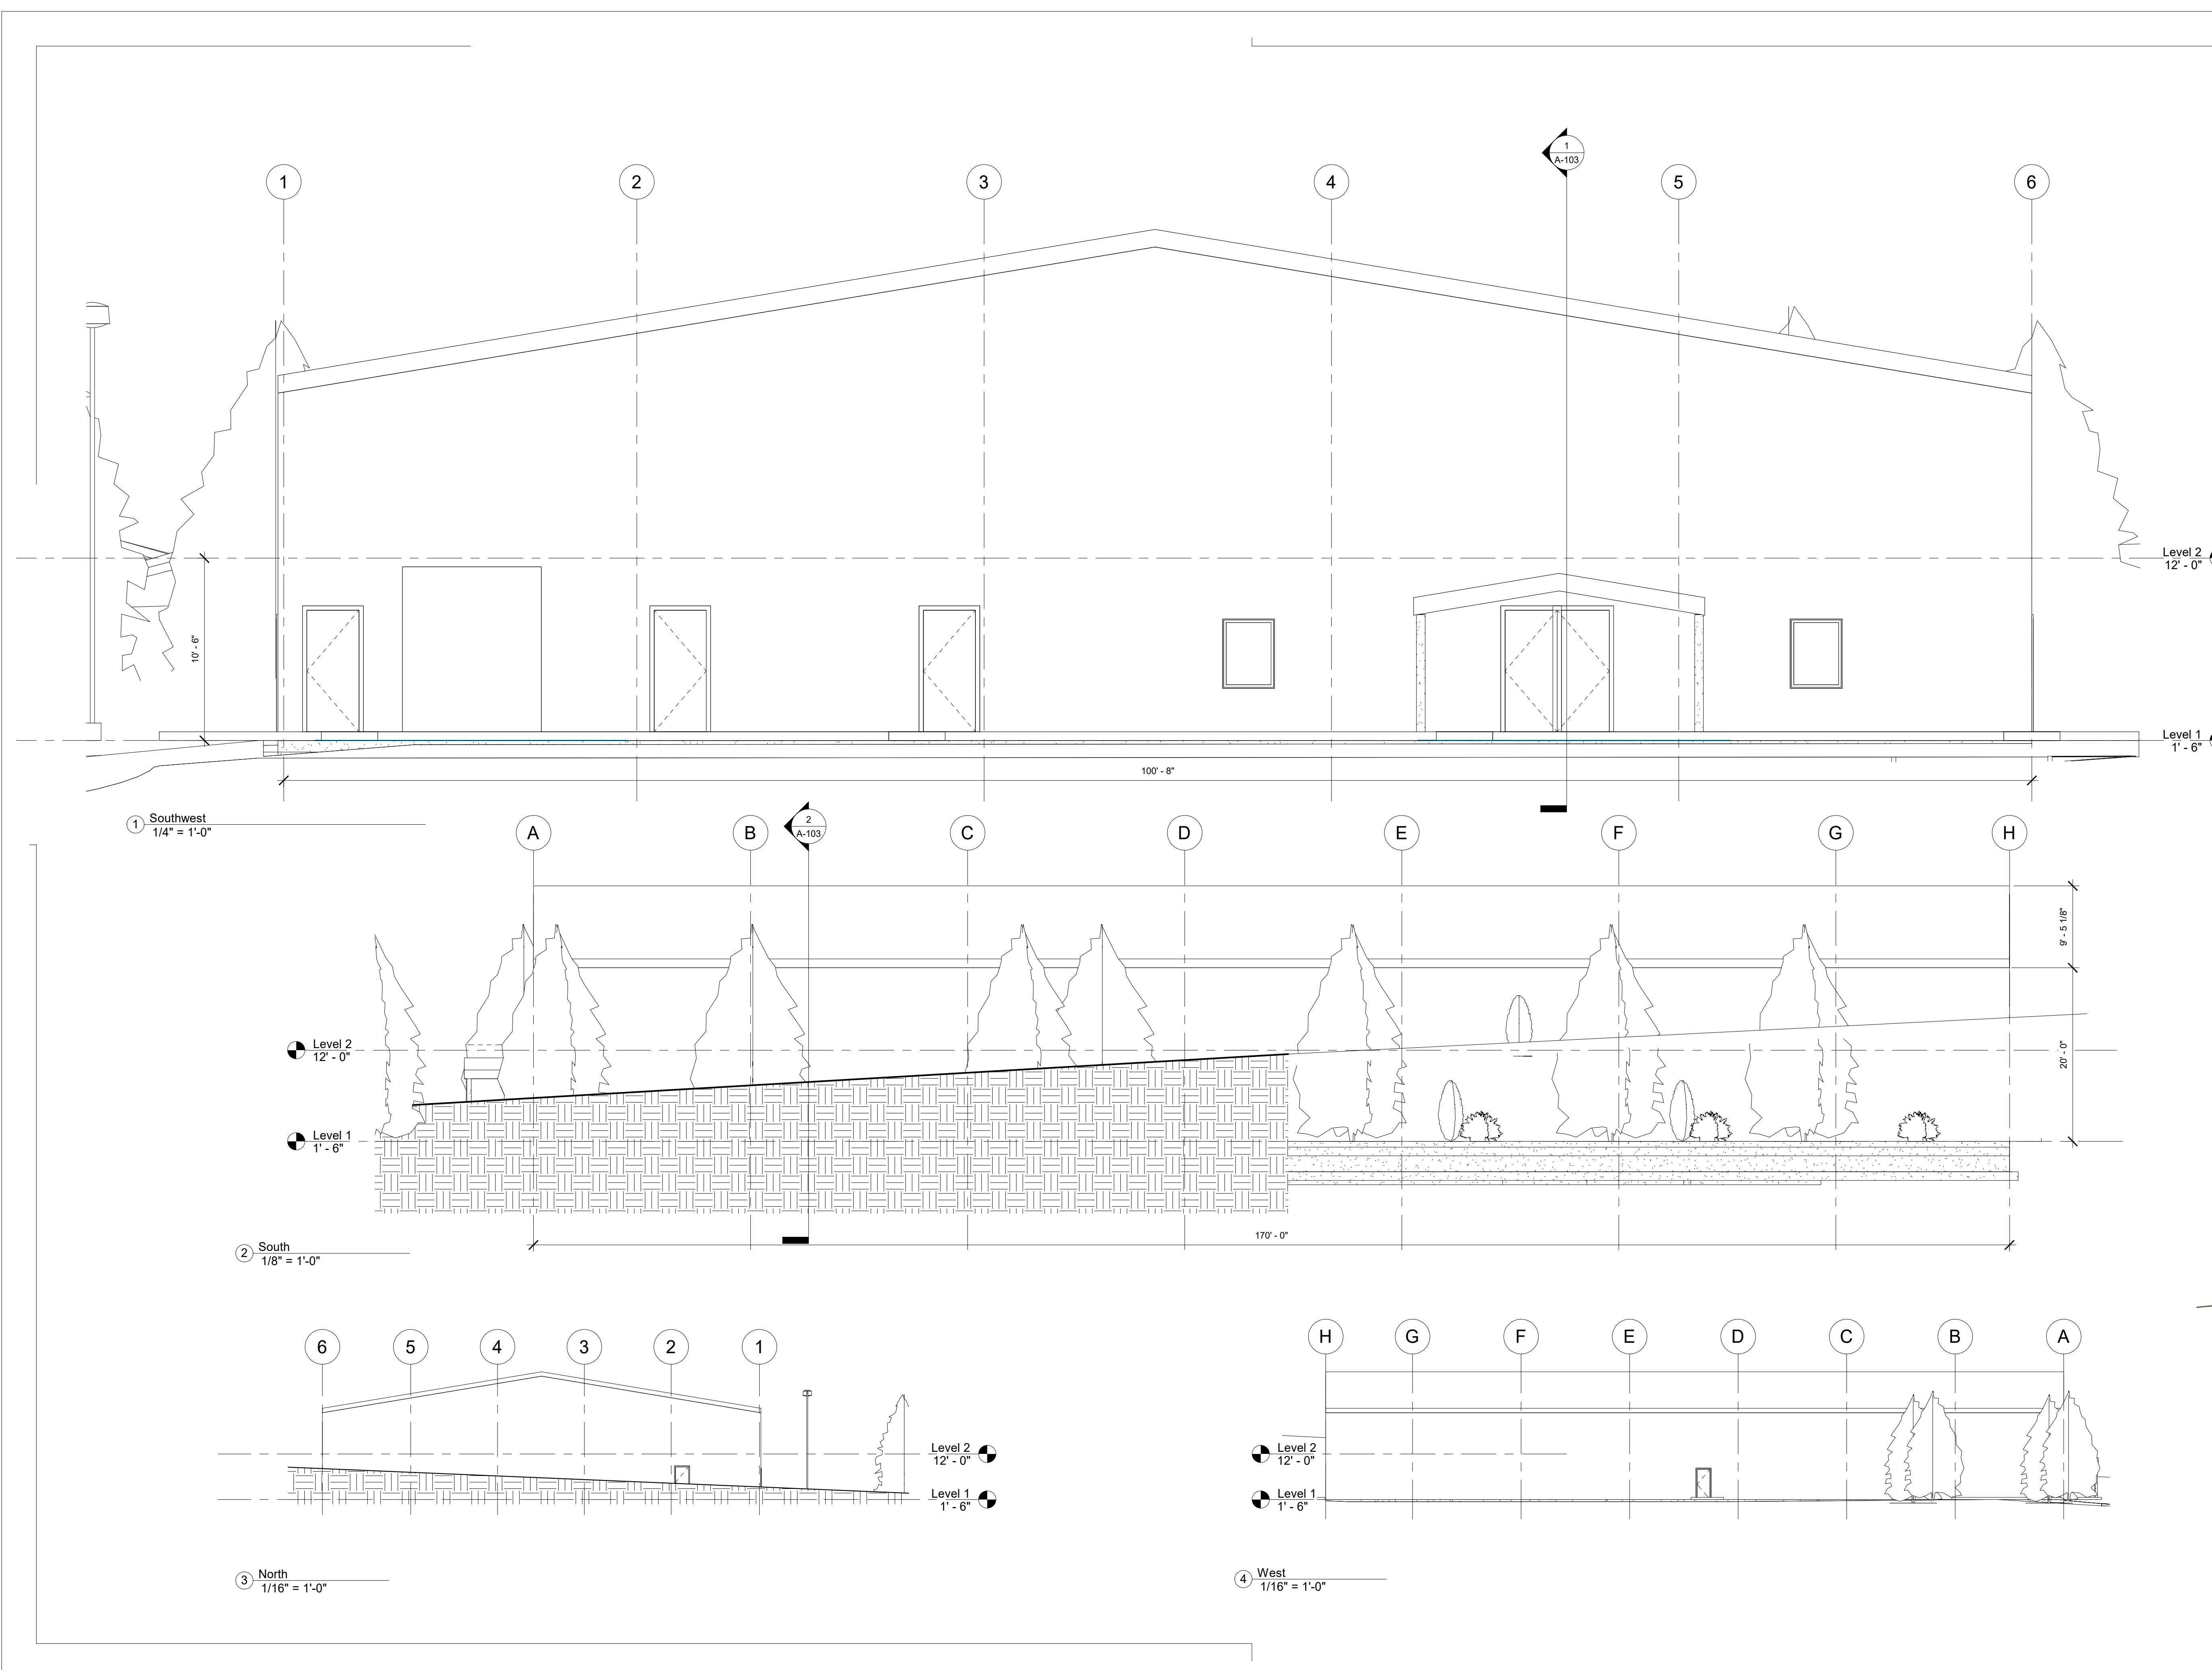 1
A-103
1 2 3 4 5 6
Level 2
12' - 0"
10' - 6"
Level 1
1' - 6"
100' - 8"
1 Southwest
1/4" = 1'-0"
2
A-103
A B C D E F G H
9' - 5 1/8"
Level 2
12' - 0"
20' - 0"
Level 1
1' - 6"
170' - 0"
2 South
1/8" = 1'-0"
6 5 4 3 2 1
Level 2
12' - 0"
Level 1
1' - 6"
3 North
1/16" = 1'-0"
H G F E D C B A
Level 2
12' - 0"
Level 1
1' - 6"
4 West
1/16" = 1'-0"